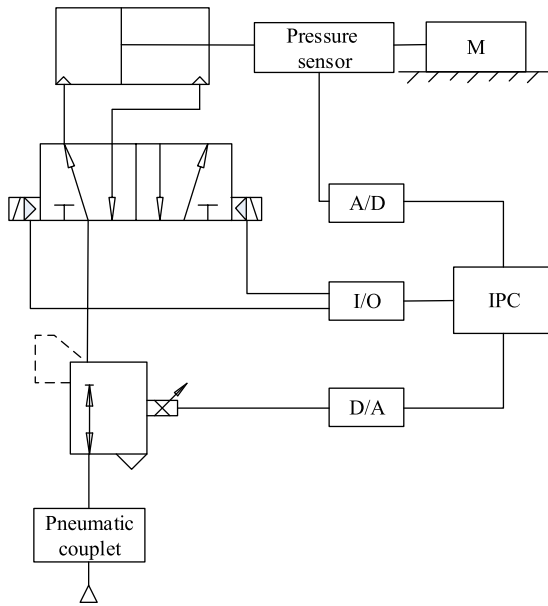 Pressure
sensor
M
A/D
I/O
IPC
D/A
Pneumatic
couplet